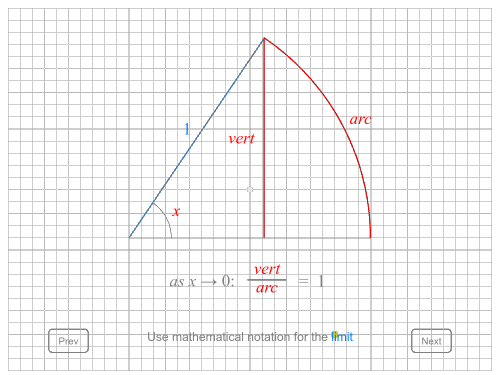 1
vert
arc
x
as x → 0: vert/arc = 1
Prev
Use mathematical notation for the limit
Next